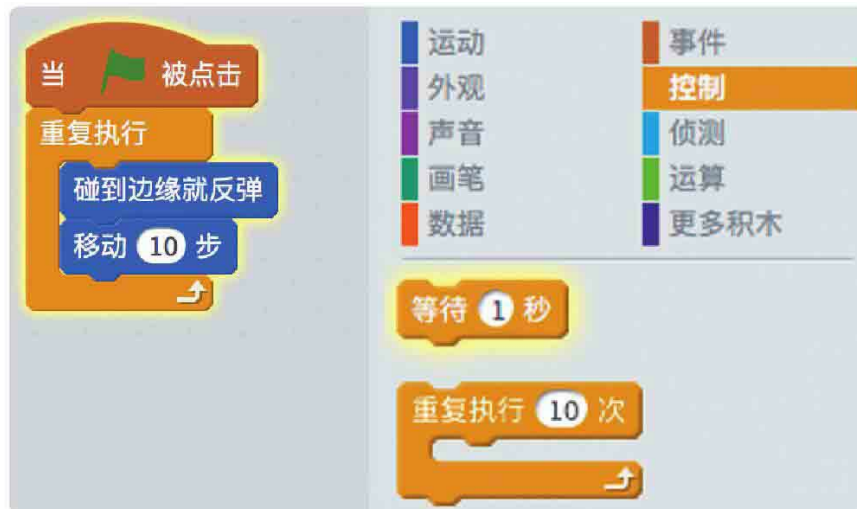 当 被点击
重复执行
碰到边缘就反弹
移动 10 步
运动
外观
声音
画笔
数据
事件
控制
侦测
运算
更多积木
等待 1 秒
重复执行 10 次